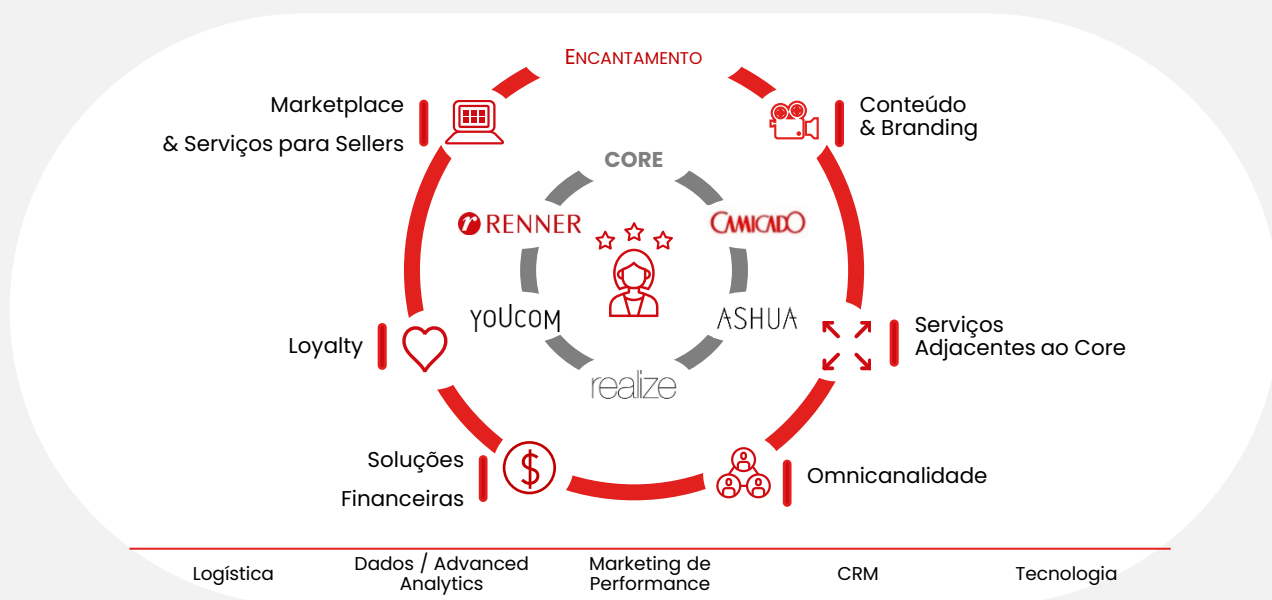 ENCANTAMENTO
Marketplace
& Serviços para Sellers
Conteúdo
& Branding
CORE
r RENNER
CAMICADO
YOUCOM
ASHUA
realize
Loyalty
Serviços
Adjacentes ao Core
Soluções
Financeiras
$
Omnicanalidade
Logística
Dados / Advanced
Analytics
Marketing de
Performance
CRM
Tecnologia